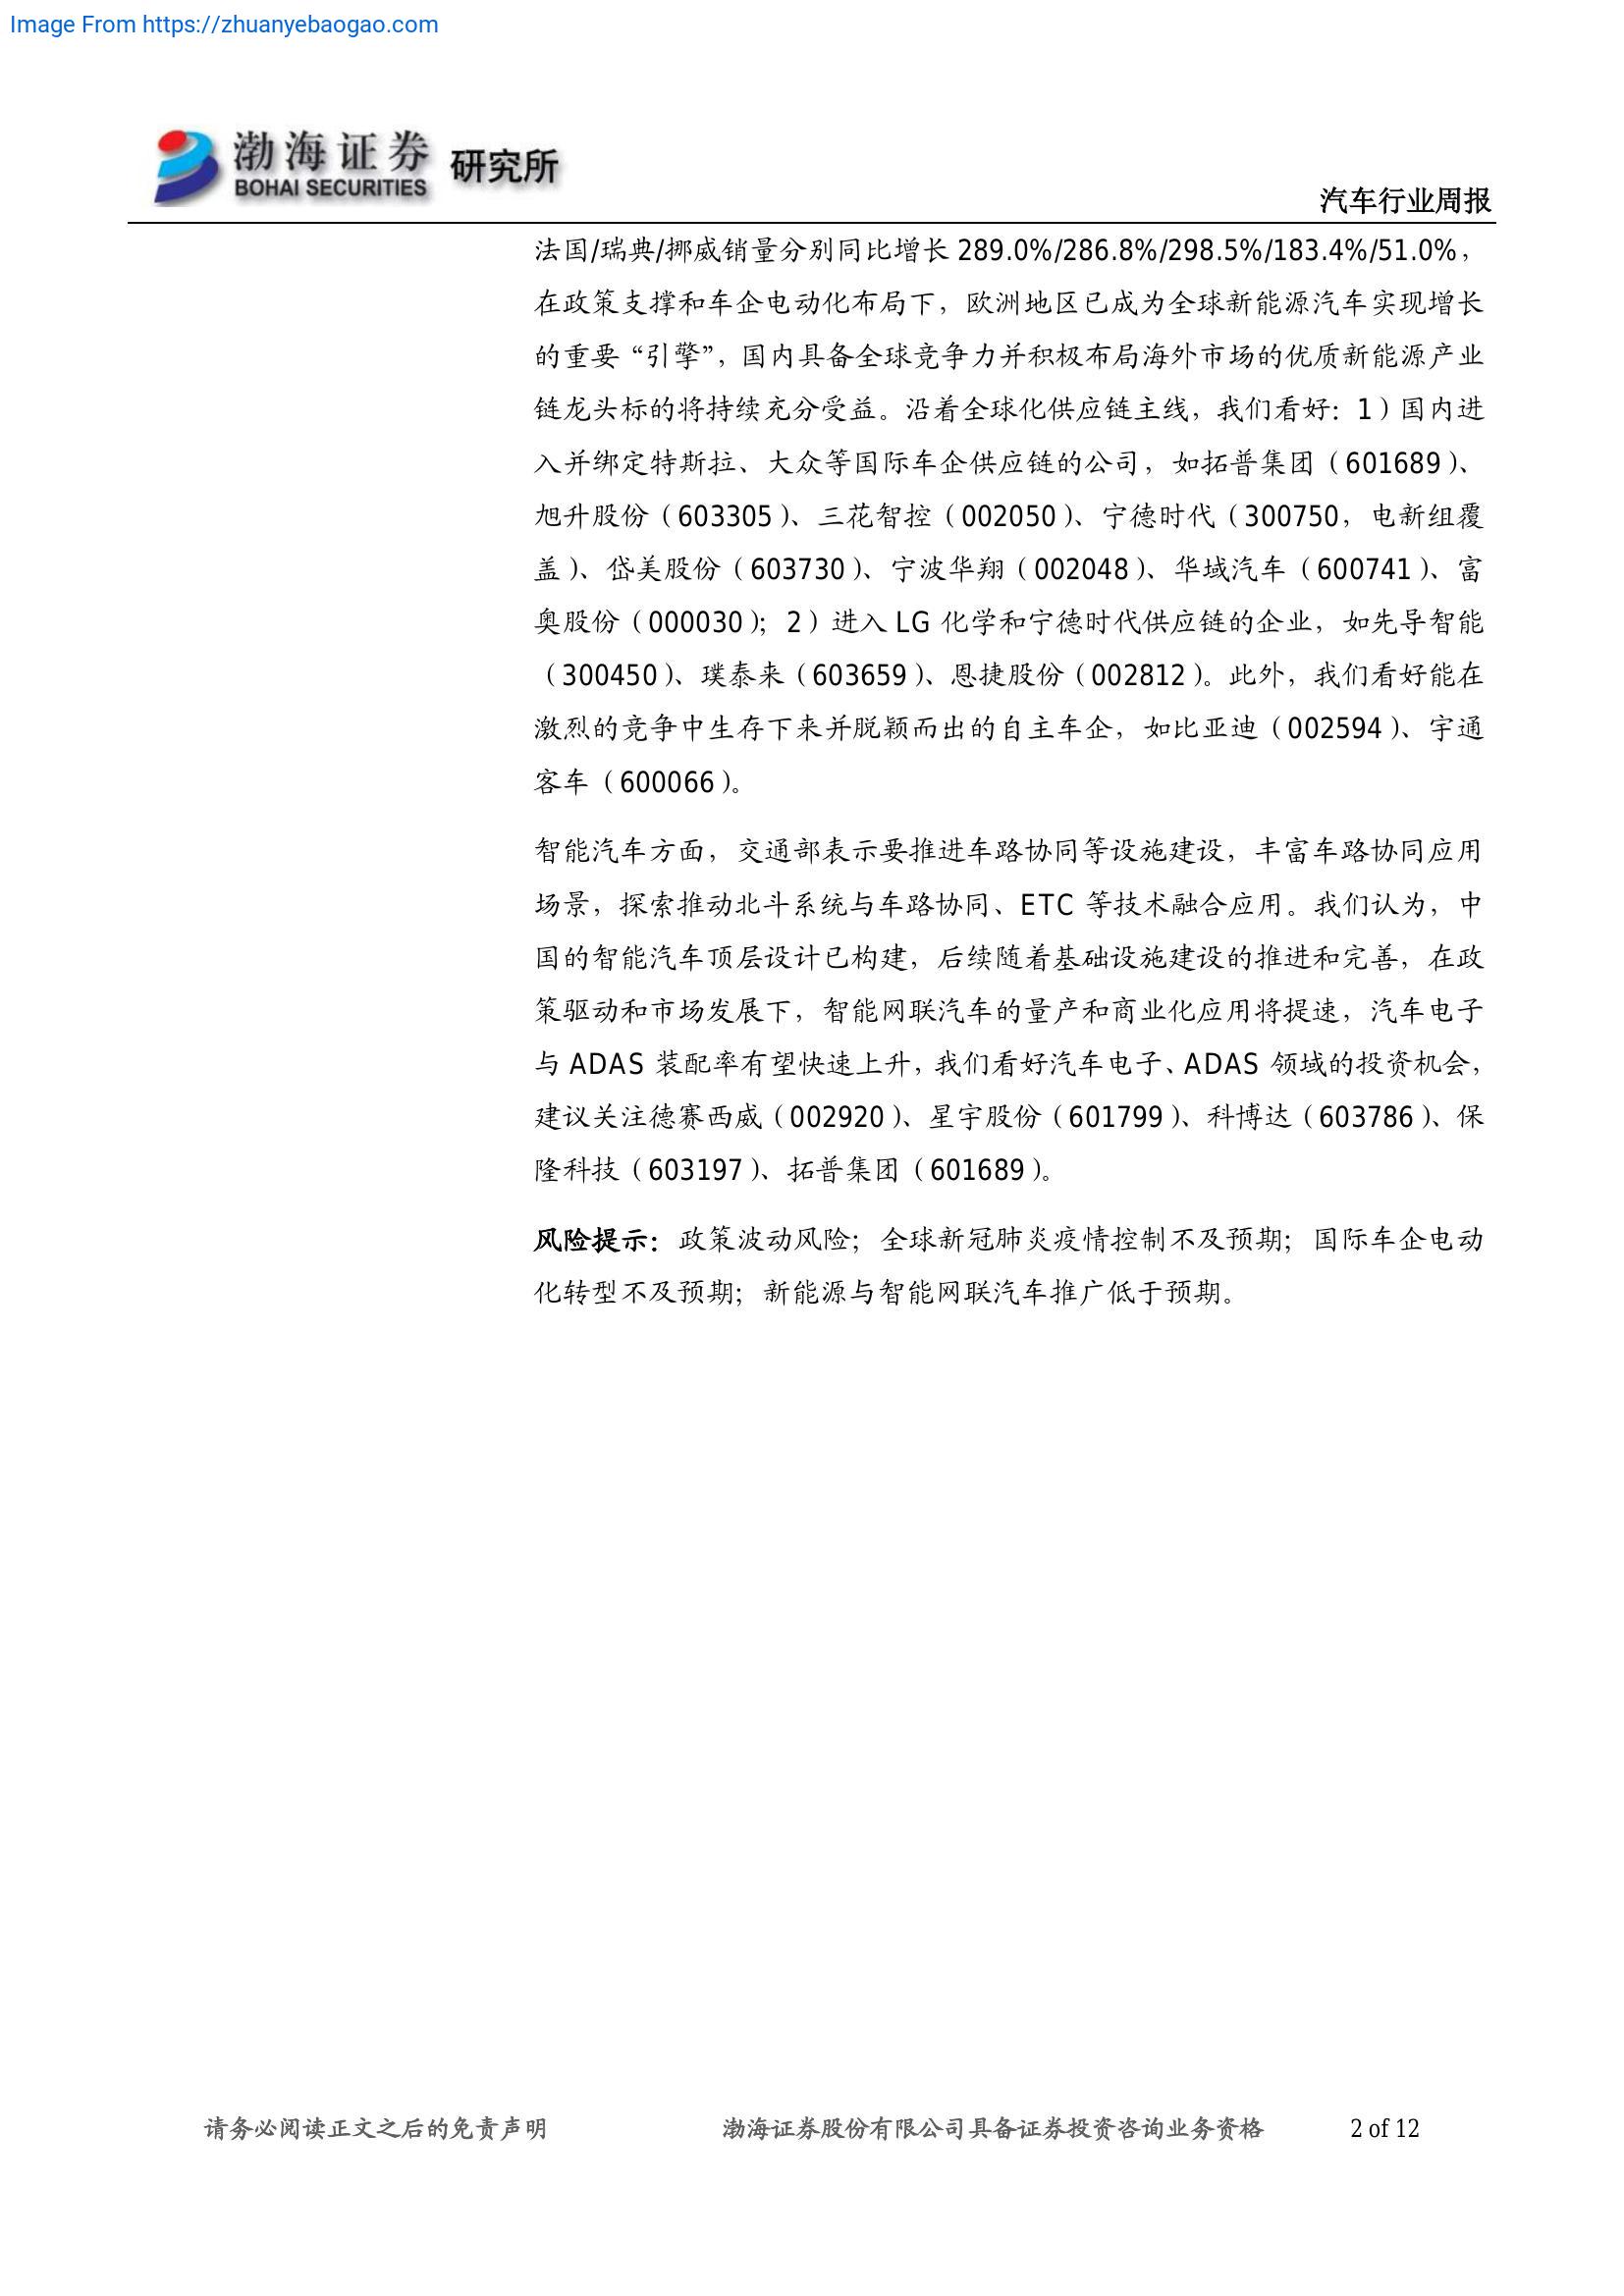 Image From https://zhuanyebaogao.com
渤海证券 研究所
BOHAI SECURITIES
汽车行业周报
法国/瑞典/挪威销量分别同比增长 289.0%/286.8%/298.5%/183.4%/51.0%，
在政策支撑和车企电动化布局下，欧洲地区已成为全球新能源汽车实现增长
的重要“引擎”，国内具备全球竞争力并积极布局海外市场的优质新能源产业
链龙头标的将持续充分受益。沿着全球化供应链主线，我们看好：1）国内进
入并绑定特斯拉、大众等国际车企供应链的公司，如拓普集团（601689）、
旭升股份（603305）、三花智控（002050）、宁德时代（300750，电新组覆
盖）、岱美股份（603730）、宁波华翔（002048）、华域汽车（600741）、富
奥股份（000030）；2）进入 LG 化学和宁德时代供应链的企业，如先导智能
（300450）、璞泰来（603659）、恩捷股份（002812）。此外，我们看好能在
激烈的竞争中生存下来并脱颖而出的自主车企，如比亚迪（002594）、宇通
客车（600066）。
智能汽车方面，交通部表示要推进车路协同等设施建设，丰富车路协同应用
场景，探索推动北斗系统与车路协同、ETC 等技术融合应用。我们认为，中
国的智能汽车顶层设计已构建，后续随着基础设施建设的推进和完善，在政
策驱动和市场发展下，智能网联汽车的量产和商业化应用将提速，汽车电子
与 ADAS 装配率有望快速上升，我们看好汽车电子、ADAS 领域的投资机会，
建议关注德赛西威（002920）、星宇股份（601799）、科博达（603786）、保
隆科技（603197）、拓普集团（601689）。
风险提示：政策波动风险；全球新冠肺炎疫情控制不及预期；国际车企电动
化转型不及预期；新能源与智能网联汽车推广低于预期。
请务必阅读正文之后的免责声明 渤海证券股份有限公司具备证券投资咨询业务资格 2 of 12